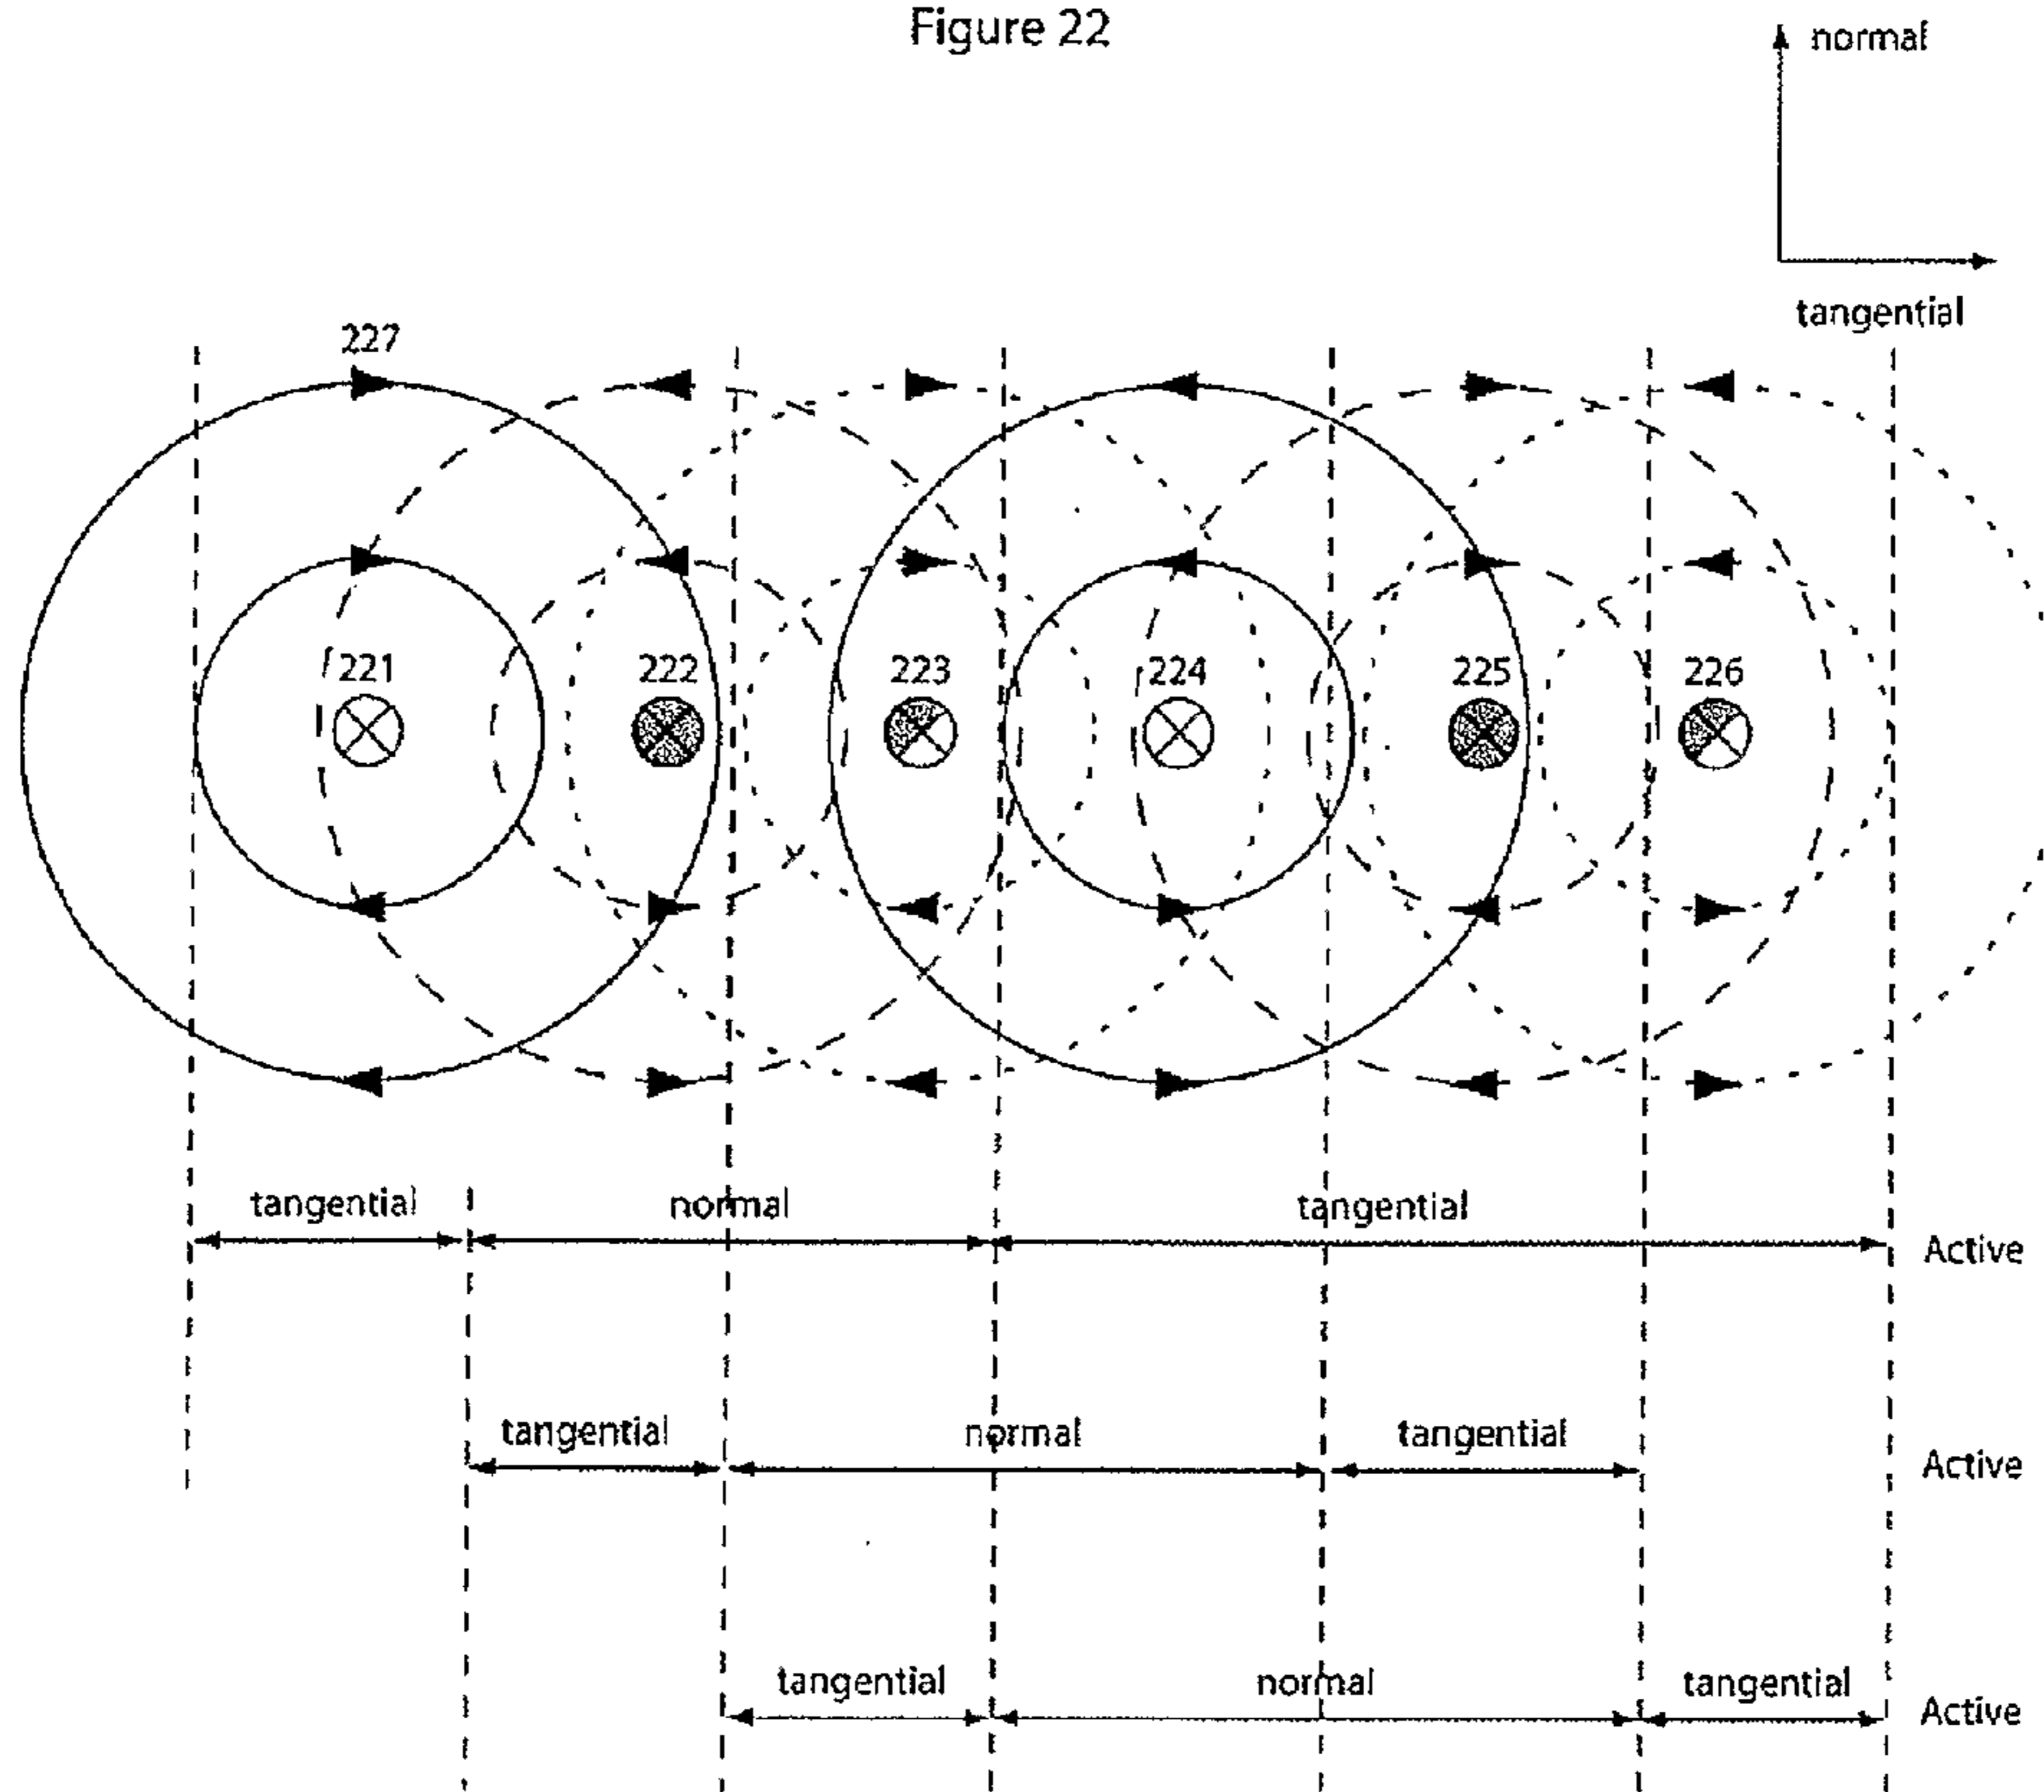 Figure 22
normal
tangential
227
221
222
223
224
225
226
tangential
normal
tangential
Active
tangential
normal
tangential
Active
tangential
normal
tangential
Active